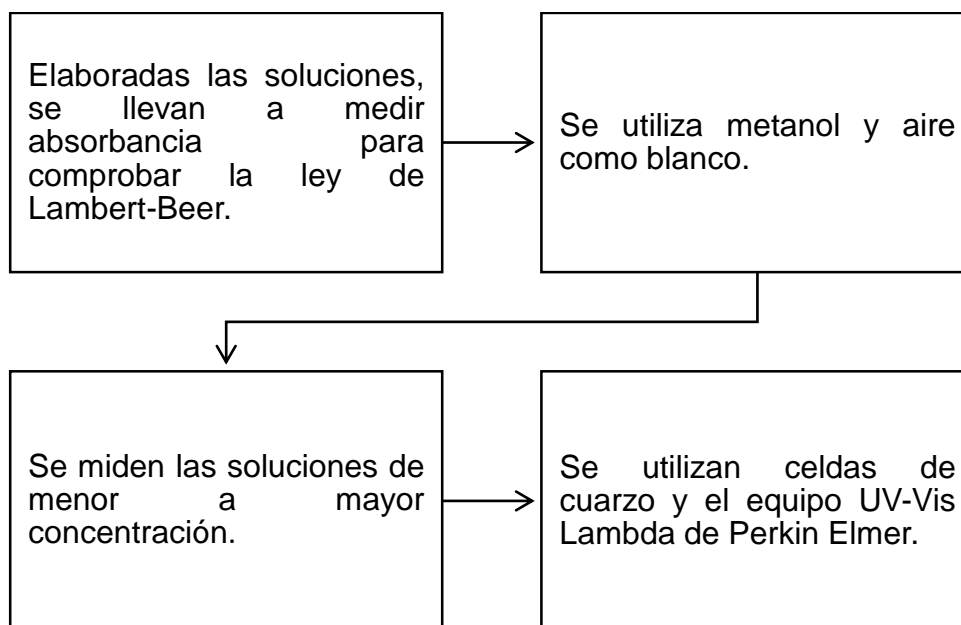 Elaboradas las soluciones,
se llevan a medir
absorbancia para
comprobar la ley de
Lambert-Beer.
Se utiliza metanol y aire
como blanco.
Se miden las soluciones de
menor a mayor
concentración.
Se utilizan celdas de
cuarzo y el equipo UV-Vis
Lambda de Perkin Elmer.